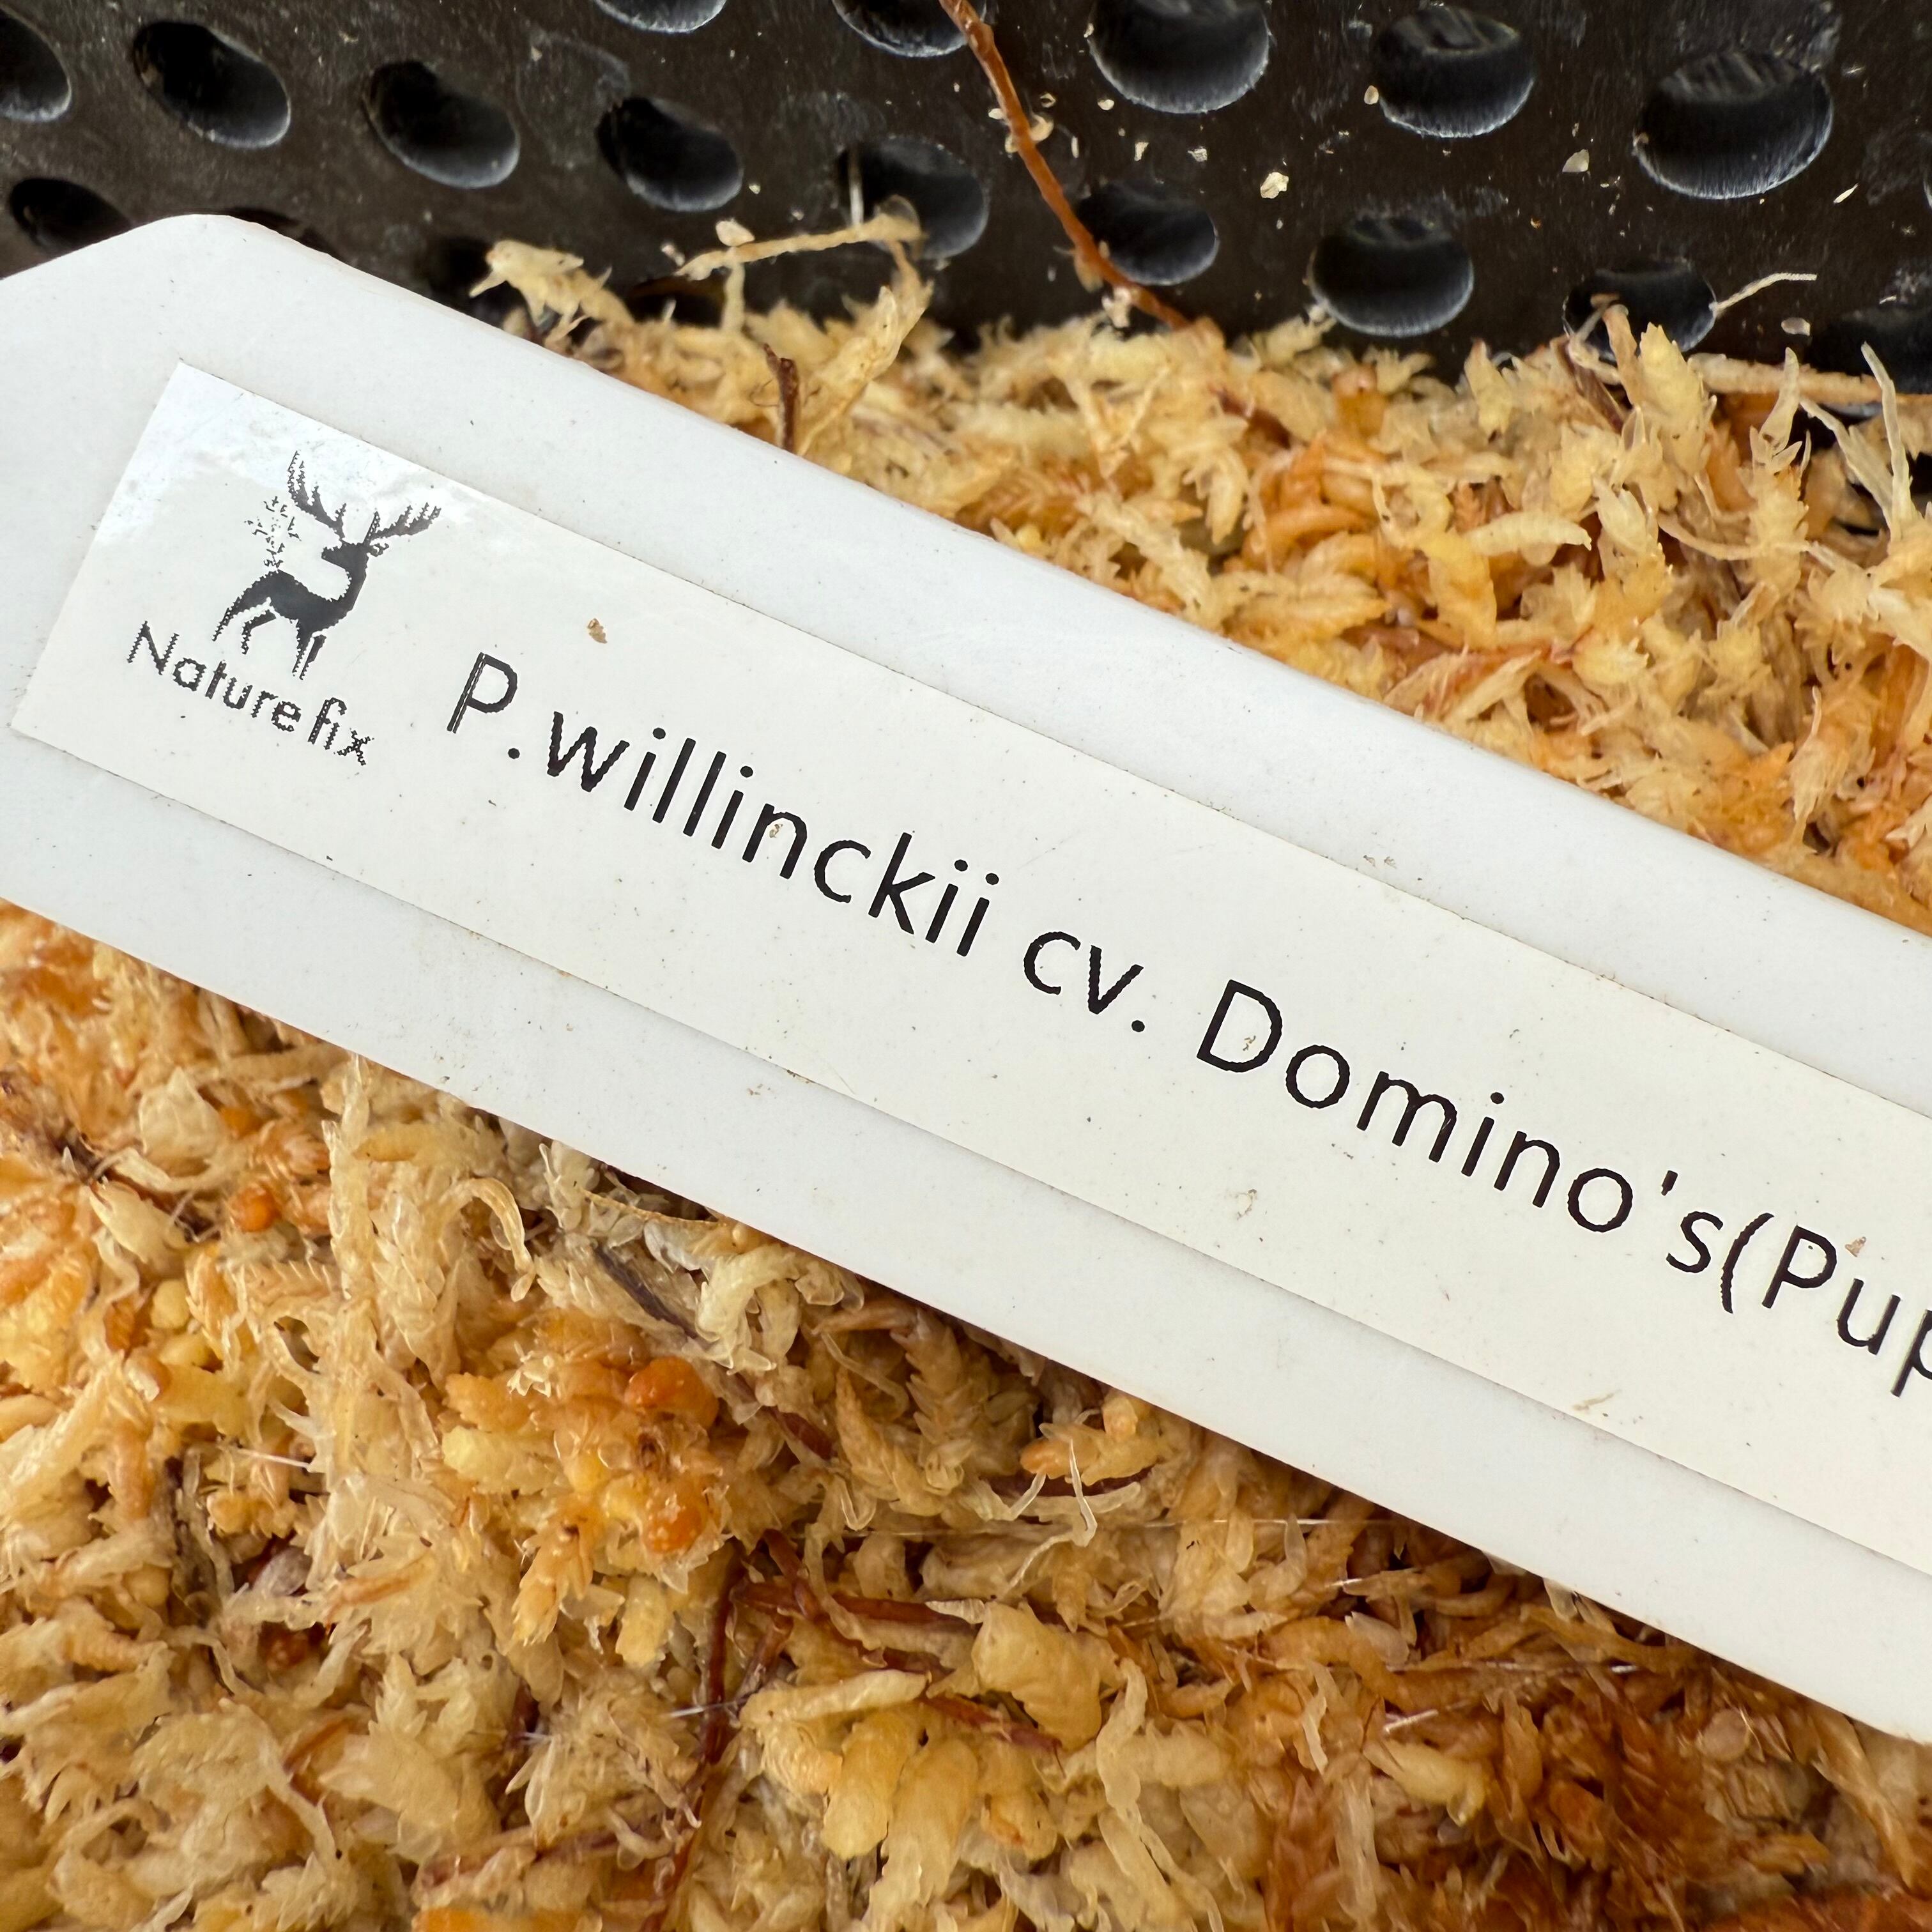 Nature fix
P.willinckii cv. Domino's(Pup